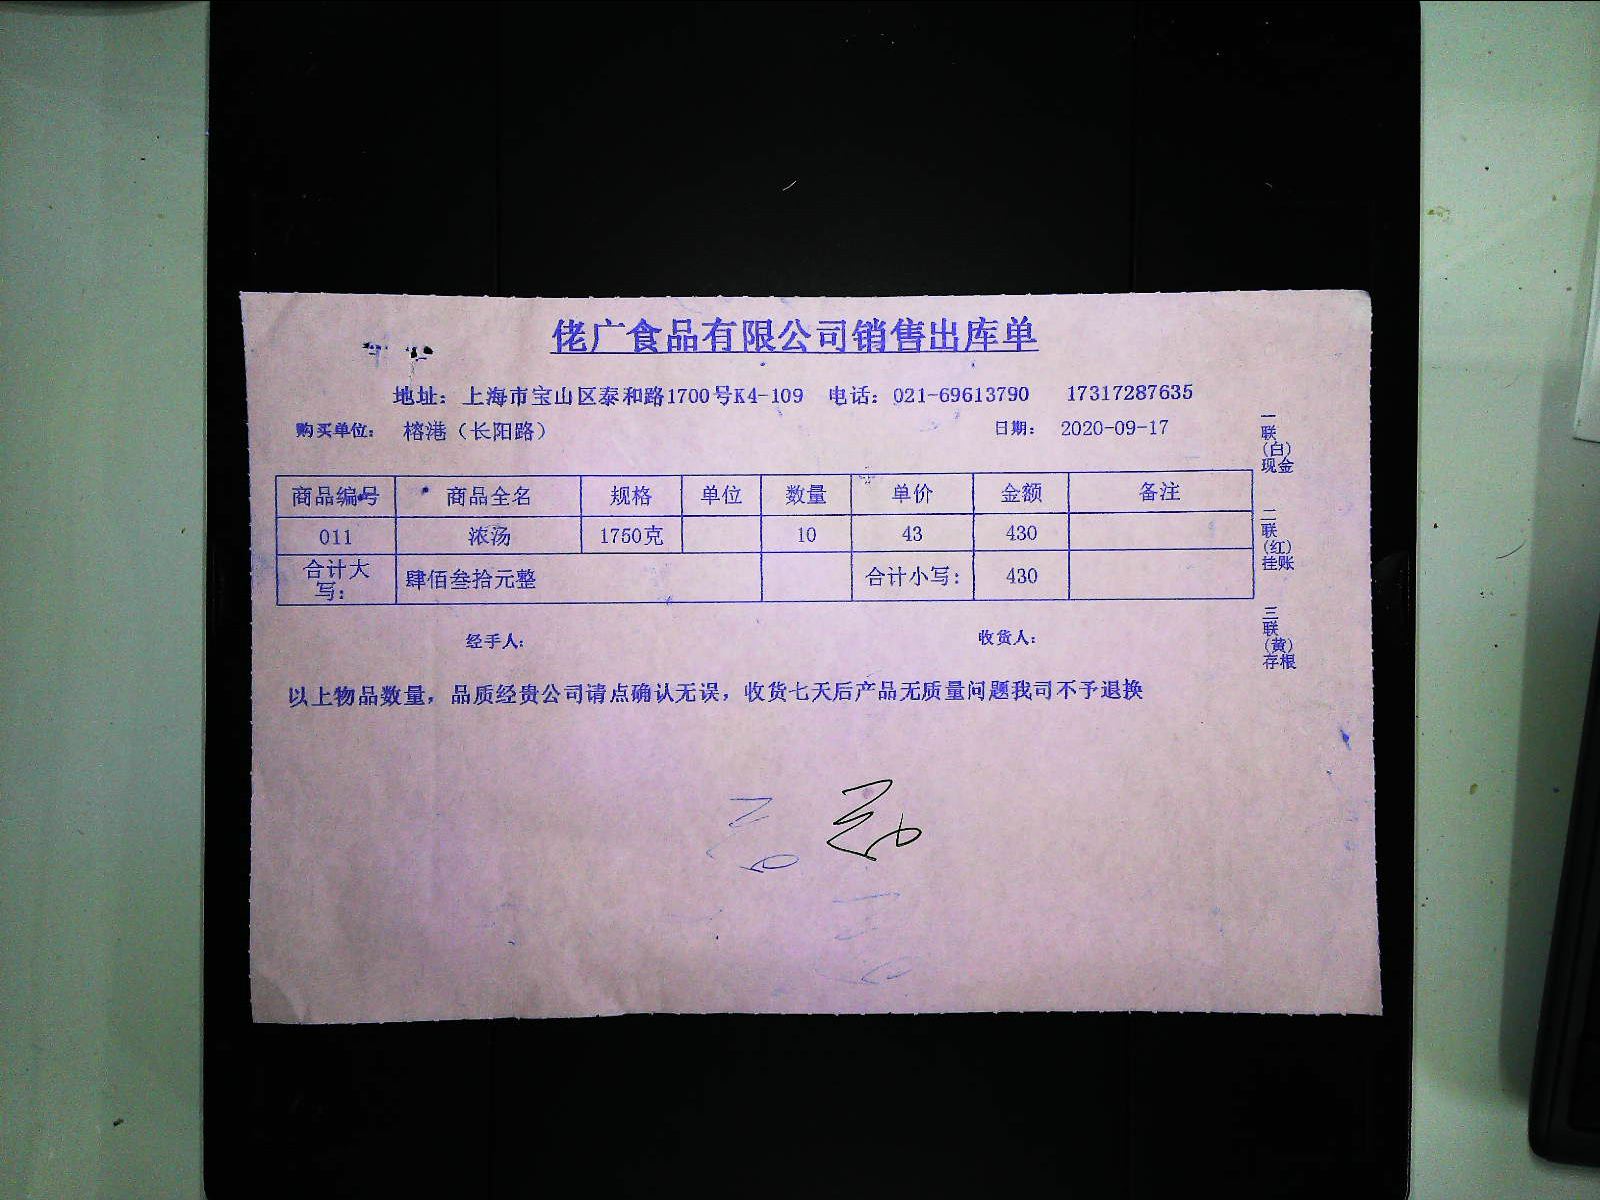 佬广食品有限公司销售出库单
地址：上海市宝山区泰和路1700号K4-109 电话：021-69613790 17317287635
购买单位： 榕港（长阳路） 日期： 2020-09-17
商品编号 商品全名 规格 单位 数量 单价 金额 备注
011 浓汤 1750克 10 43 430
合计大写： 肆佰叁拾元整 合计小写： 430
经手人： 收货人：
以上物品数量，品质经贵公司请点确认无误，收货七天后产品无质量问题我司不予退换
一联（白）现金
二联（红）挂账
三联（黄）存根